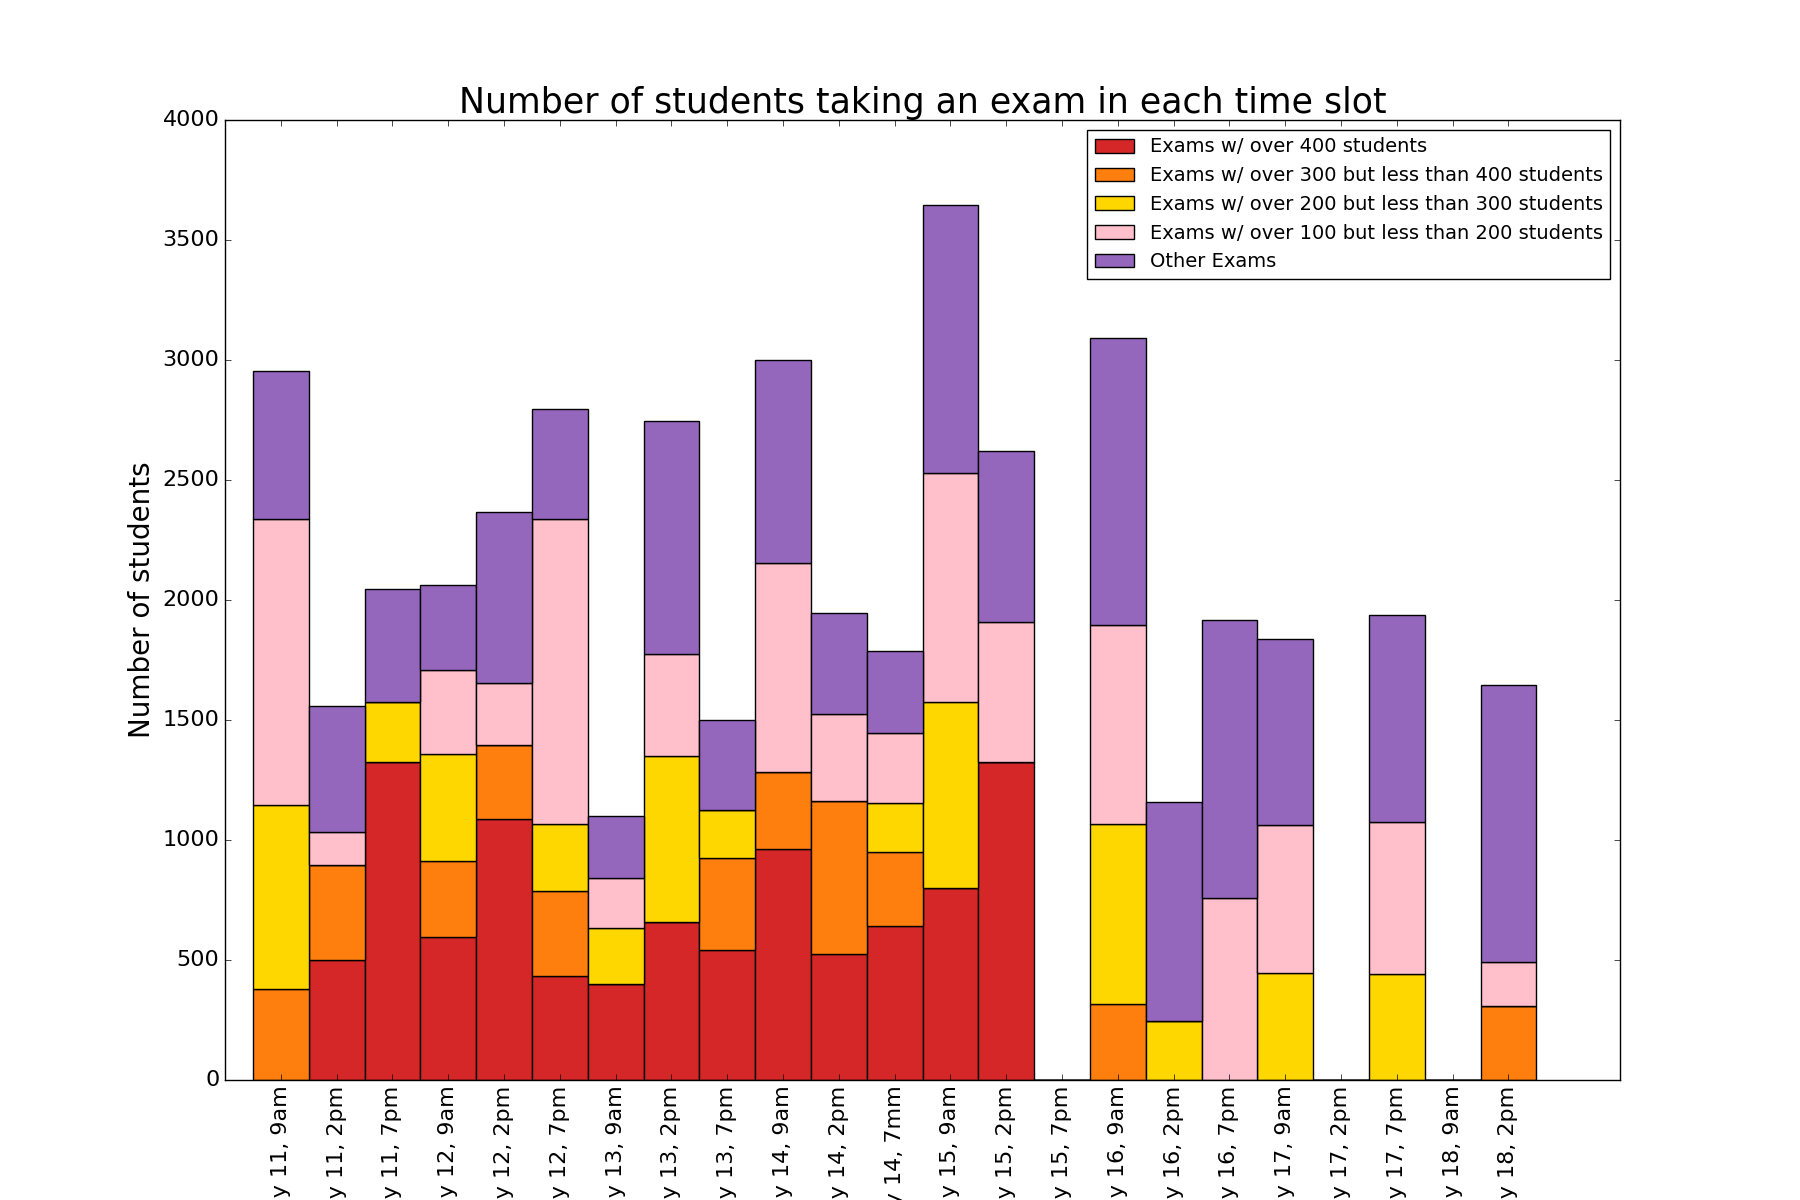 Number of students taking an exam in each time slot
Exams w/ over 400 students
Exams w/ over 300 but less than 400 students
Exams w/ over 200 but less than 300 students
Exams w/ over 100 but less than 200 students
Other Exams
Number of students
4000
3500
3000
2500
2000
1500
1000
500
0
y 11, 9am
y 11, 2pm
y 11, 7pm
y 12, 9am
y 12, 2pm
y 12, 7pm
y 13, 9am
y 13, 2pm
y 13, 7pm
y 14, 9am
y 14, 2pm
y 14, 7mm
y 15, 9am
y 15, 2pm
y 15, 7pm
y 16, 9am
y 16, 2pm
y 16, 7pm
y 17, 9am
y 17, 2pm
y 17, 7pm
y 18, 9am
y 18, 2pm